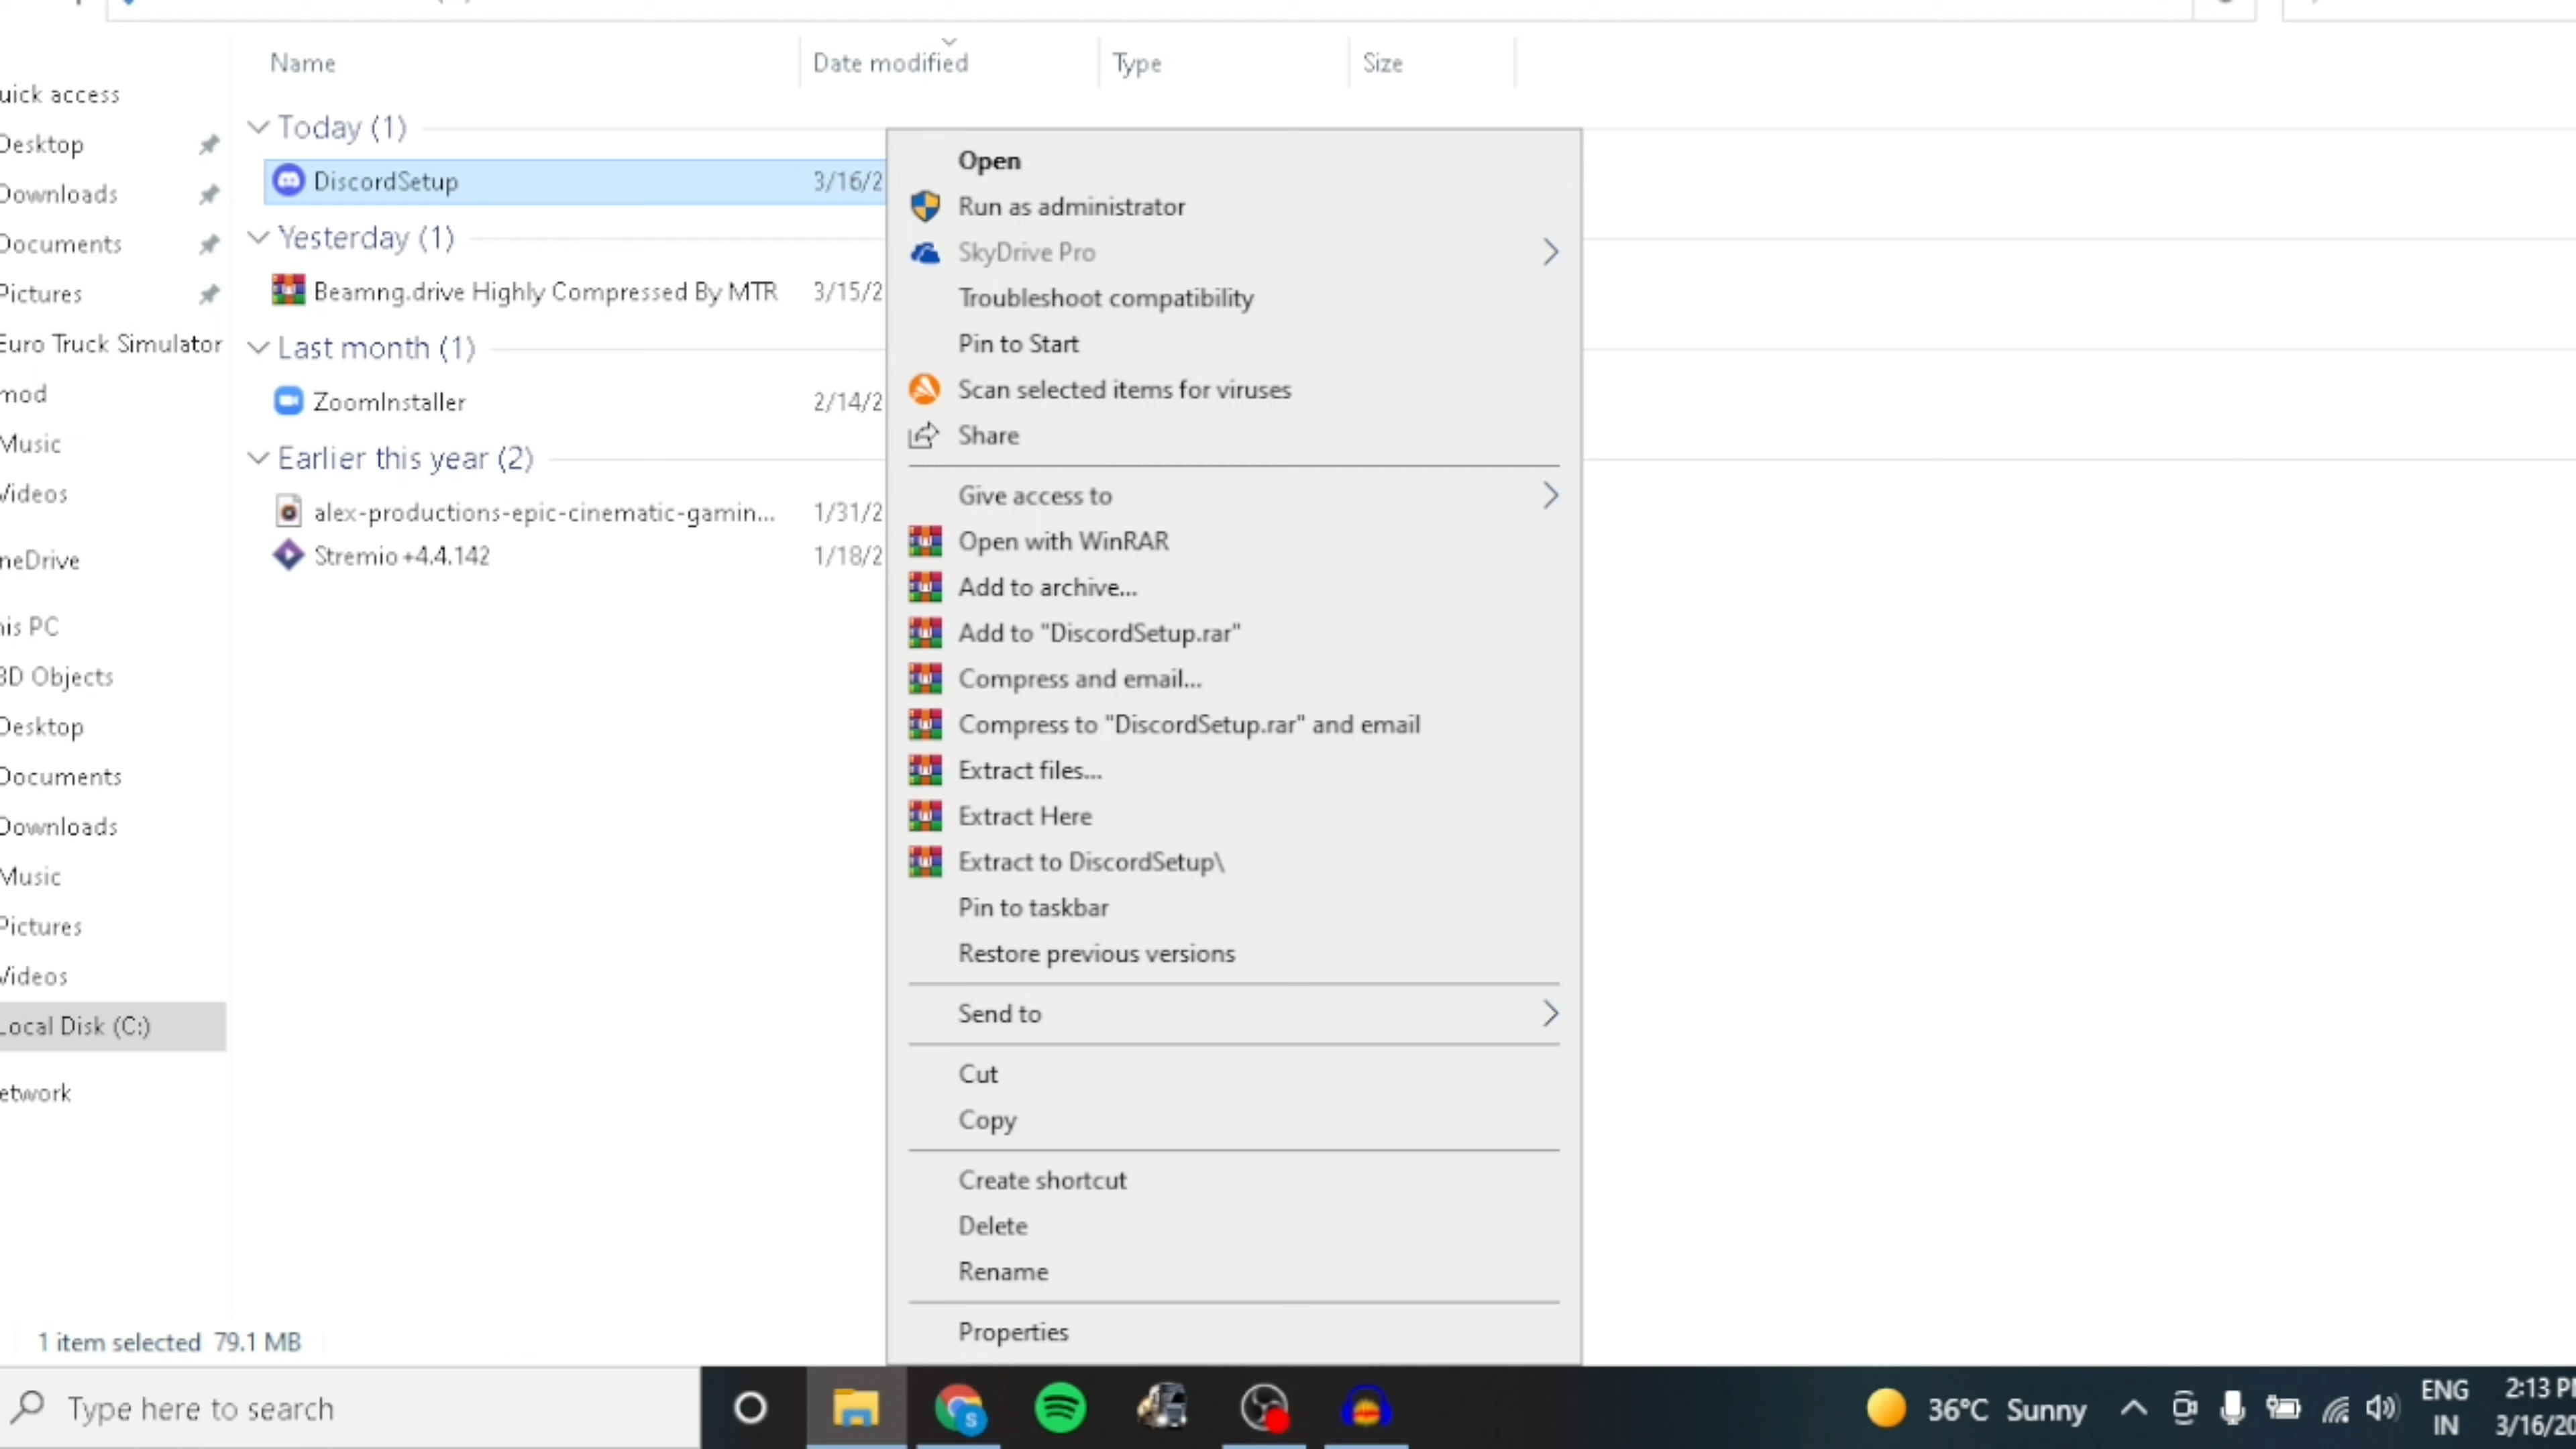 Name Date modified Type Size
uick access
Desktop
Downloads
Documents
Pictures
Euro Truck Simulator
mod
Music
Videos
neDrive
his PC
3D Objects
Desktop
Documents
Downloads
Music
Pictures
Videos
Local Disk (C:)
etwork
Today (1)
DiscordSetup 3/16/2
Yesterday (1)
Beamng.drive Highly Compressed By MTR 3/15/2
Last month (1)
ZoomInstaller 2/14/2
Earlier this year (2)
alex-productions-epic-cinematic-gamin... 1/31/2
Stremio+4.4.142 1/18/2
Open
Run as administrator
SkyDrive Pro
Troubleshoot compatibility
Pin to Start
Scan selected items for viruses
Share
Give access to
Open with WinRAR
Add to archive...
Add to "DiscordSetup.rar"
Compress and email...
Compress to "DiscordSetup.rar" and email
Extract files...
Extract Here
Extract to DiscordSetup\
Pin to taskbar
Restore previous versions
Send to
Cut
Copy
Create shortcut
Delete
Rename
Properties
1 item selected 79.1 MB
Type here to search
36°C Sunny
ENG
IN
2:13 P
3/16/20